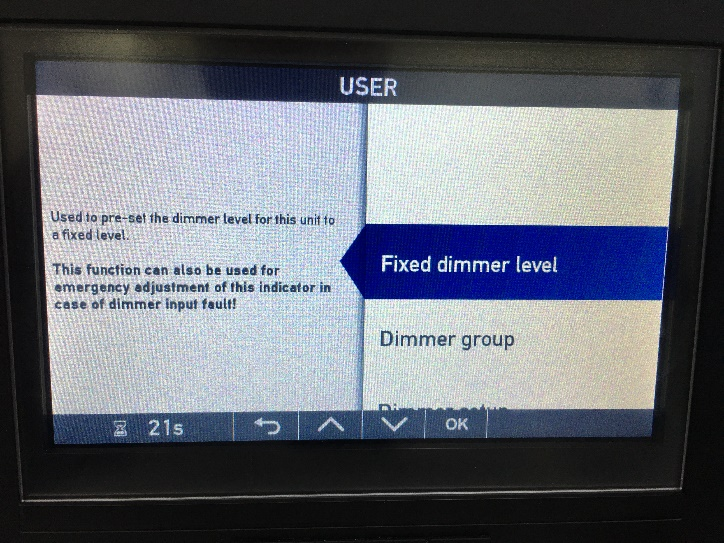 USER
Used to pre-set the dimmer level for this unit to
a fixed level.
This function can also be used for
emergency adjustment of this indicator in
case of dimmer input fault!
Fixed dimmer level
Dimmer group
Dimmer setup
21s
OK